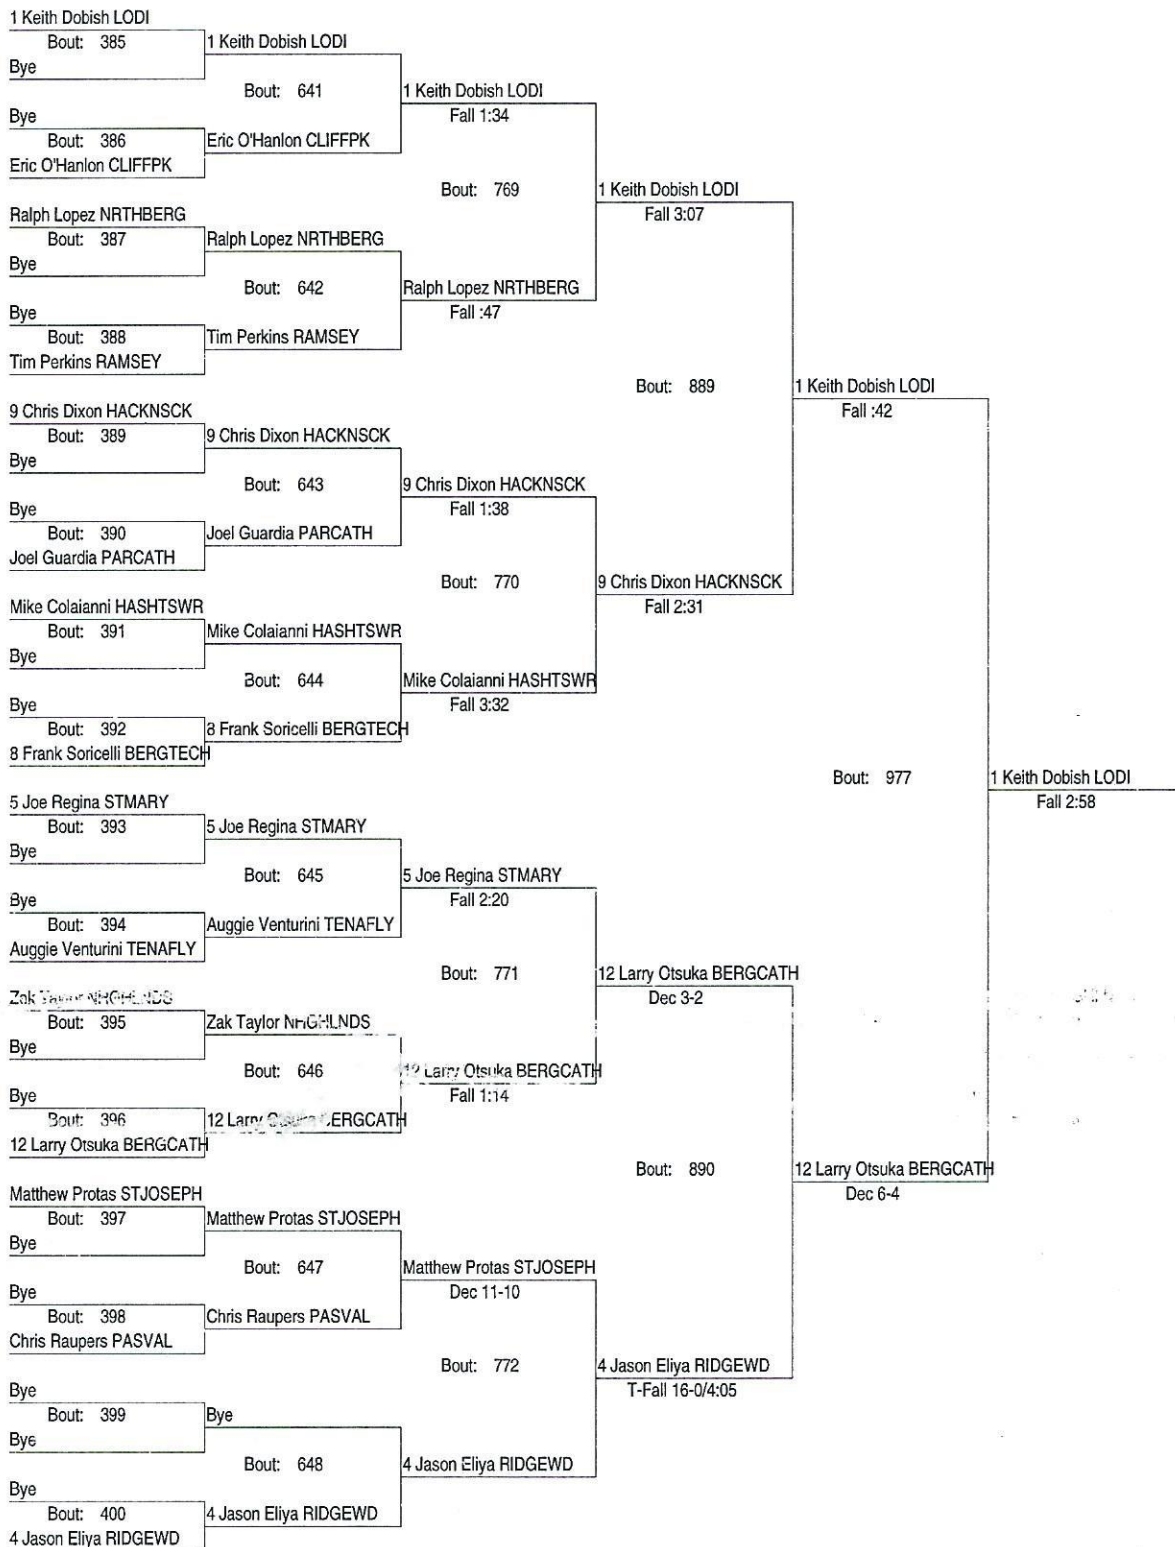 1 Keith Dobish LODI
Bout: 385
1 Keith Dobish LODI
Bye
Bout: 641
1 Keith Dobish LODI
Fall 1:34
Bye
Bout: 386
Eric O'Hanlon CLIFFPK
Eric O'Hanlon CLIFFPK
Bout: 769
1 Keith Dobish LODI
Fall 3:07
Ralph Lopez NRTHBERG
Bout: 387
Ralph Lopez NRTHBERG
Bye
Bout: 642
Ralph Lopez NRTHBERG
Fall :47
Bye
Bout: 388
Tim Perkins RAMSEY
Tim Perkins RAMSEY
Bout: 889
1 Keith Dobish LODI
Fall :42
9 Chris Dixon HACKNSCK
Bout: 389
9 Chris Dixon HACKNSCK
Bye
Bout: 643
9 Chris Dixon HACKNSCK
Fall 1:38
Bye
Bout: 390
Joel Guardia PARCATH
Joel Guardia PARCATH
Bout: 770
9 Chris Dixon HACKNSCK
Fall 2:31
Mike Colaianni HASHTSWR
Bout: 391
Mike Colaianni HASHTSWR
Bye
Bout: 644
Mike Colaianni HASHTSWR
Fall 3:32
Bye
Bout: 392
8 Frank Soricelli BERGTECH
8 Frank Soricelli BERGTECH
Bout: 977
1 Keith Dobish LODI
Fall 2:58
5 Joe Regina STMARY
Bout: 393
5 Joe Regina STMARY
Bye
Bout: 645
5 Joe Regina STMARY
Fall 2:20
Bye
Bout: 394
Auggie Venturini TENAFLY
Auggie Venturini TENAFLY
Bout: 771
12 Larry Otsuka BERGCATH
Dec 3-2
Zak Taylor NHGHLNDS
Bout: 395
Zak Taylor NHGHLNDS
Bye
Bout: 646
12 Larry Otsuka BERGCATH
Fall 1:14
Bye
Bout: 396
12 Larry Otsuka BERGCATH
12 Larry Otsuka BERGCATH
Bout: 890
12 Larry Otsuka BERGCATH
Dec 6-4
Matthew Protas STJOSEPH
Bout: 397
Matthew Protas STJOSEPH
Bye
Bout: 647
Matthew Protas STJOSEPH
Dec 11-10
Bye
Bout: 398
Chris Raupers PASVAL
Chris Raupers PASVAL
Bout: 772
4 Jason Eliya RIDGEWD
T-Fall 16-0/4:05
Bye
Bout: 399
Bye
Bye
Bout: 648
4 Jason Eliya RIDGEWD
Bye
Bout: 400
4 Jason Eliya RIDGEWD
4 Jason Eliya RIDGEWD